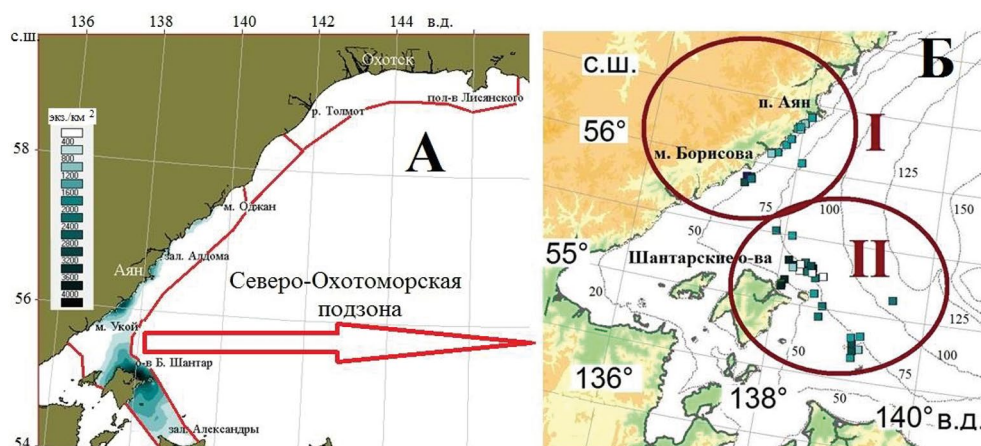 136 138 140 в.д. 142 144
с.ш.
58
56
54
экз./км 2
400
800
1200
1600
2000
2400
2800
3200
3600
4000
Охотск
пол-в Лисянского
р. Толмот
А
м. Оджан
зал. Алдома
Аян
Северо-Охотоморская
подзона
м. Укой
о-в Б. Шантар
зал. Александры
Б
с.ш.
п. Аян
56°
I
м. Борисова
125
75
100
150
50
55°
Шантарские о-ва
II
20
125
136°
50
100
75
138°
50
140° в.д.